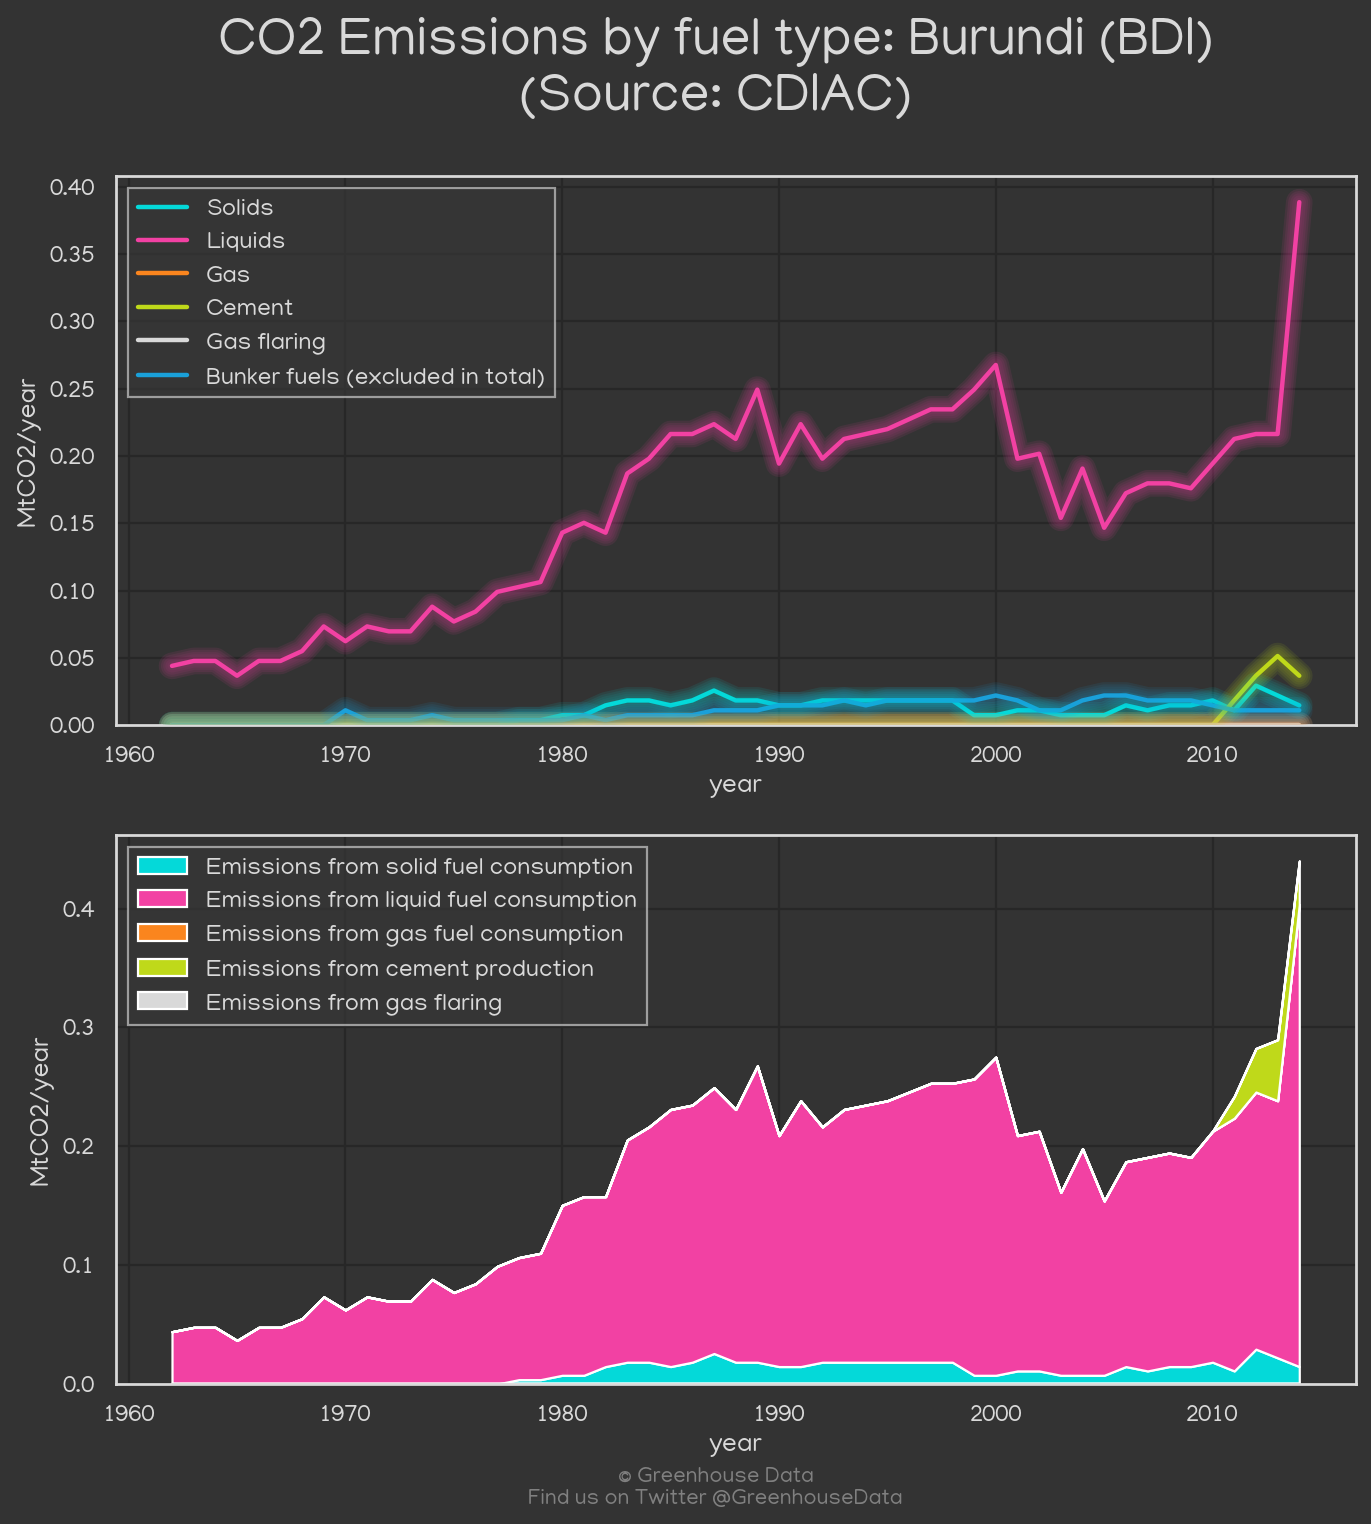 CO2 Emissions by fuel type: Burundi (BDI)
(Source: CDIAC)
0.40
0.35
0.30
0.25
0.20
0.15
0.10
0.05
0.00
MtCO2/year
Solids
Liquids
Gas
Cement
Gas flaring
Bunker fuels (excluded in total)
1960 1970 1980 1990 2000 2010
year
0.4
0.3
0.2
0.1
0.0
MtCO2/year
Emissions from solid fuel consumption
Emissions from liquid fuel consumption
Emissions from gas fuel consumption
Emissions from cement production
Emissions from gas flaring
1960 1970 1980 1990 2000 2010
year
© Greenhouse Data
Find us on Twitter @GreenhouseData